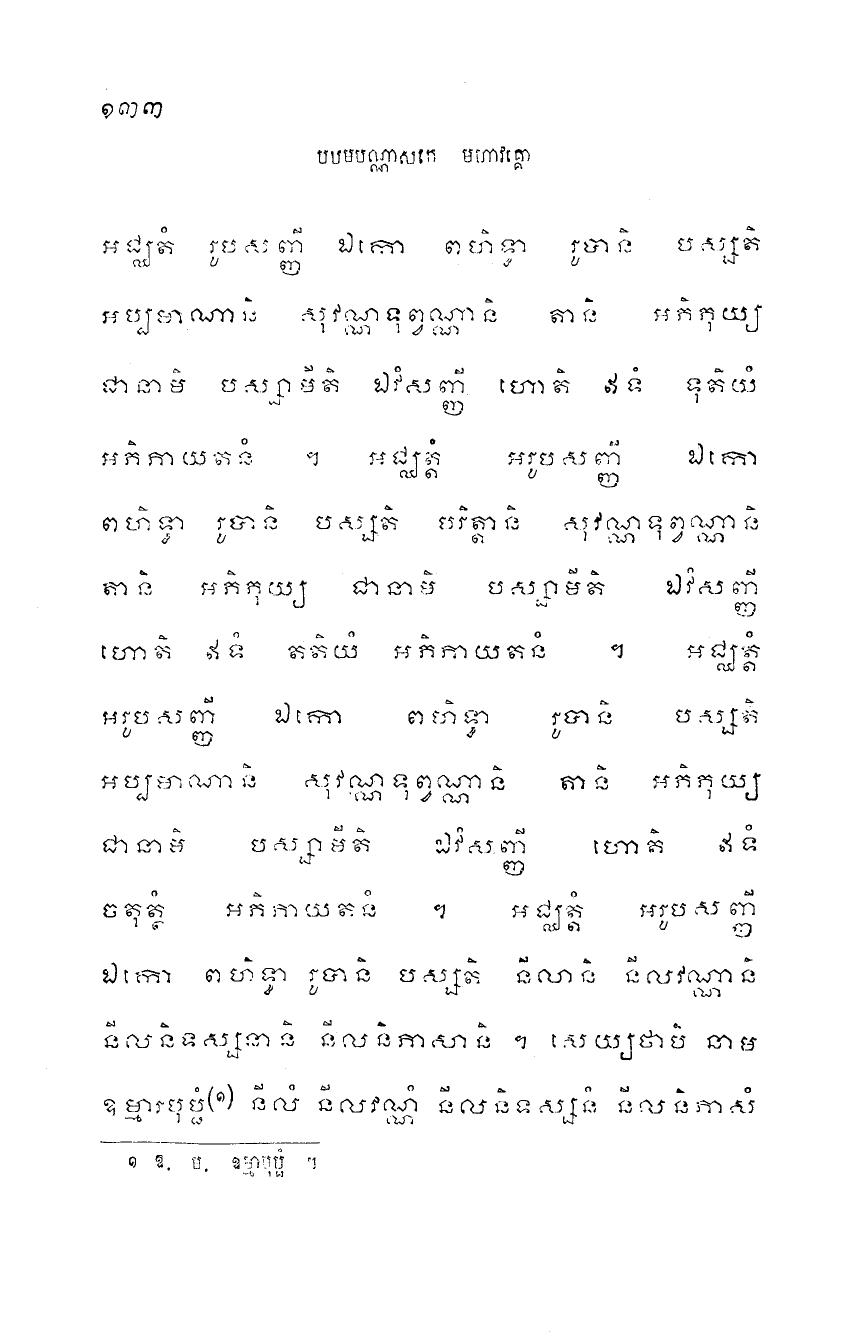 ១៣៣
បឋមបណ្ណាសកេ មហាវគ្គោ
អជ្ឈតំ រូបសញ្ញី ឯកោ ពហិទ្ធា រូបានិ បស្សតិ
អប្បមាណានិ សុវណ្ណទុព្វណ្ណានិ តានិ អភិភុយ្យ
ជានាមិ បស្សាមីតិ ឯវំសញ្ញី ហោតិ ឥទំ ទុតិយំ
អភិភាយតនំ ។ អជ្ឈត្តំ អរូបសញ្ញី ឯកោ
ពហិទ្ធា រូបានិ បស្សតិ បរិត្តានិ សុវណ្ណទុព្វណ្ណានិ
តានិ អភិភុយ្យ ជានាមិ បស្សាមីតិ ឯវំសញ្ញី
ហោតិ ឥទំ តតិយំ អភិភាយតនំ ។ អជ្ឈត្តំ
អរូបសញ្ញី ឯកោ ពហិទ្ធា រូបានិ បស្សតិ
អប្បមាណានិ សុវណ្ណទុព្វណ្ណានិ តានិ អភិភុយ្យ
ជានាមិ បស្សាមីតិ ឯវំសញ្ញី ហោតិ ឥទំ
ចតុត្ថំ អភិភាយតនំ ។ អជ្ឈត្តំ អរូបសញ្ញី
ឯកោ ពហិទ្ធា រូបានិ បស្សតិ នីលានិ នីលវណ្ណានិ
នីលនិទស្សនានិ នីលនិភាសានិ ។ សេយ្យថាបិ នាម
ឧម្មារបុប្ផំ(១) នីលំ នីលវណ្ណំ នីលនិទស្សនំ នីលនិភាសំ
១ ឱ. ប. ឧម្មាបុប្ផំ ។